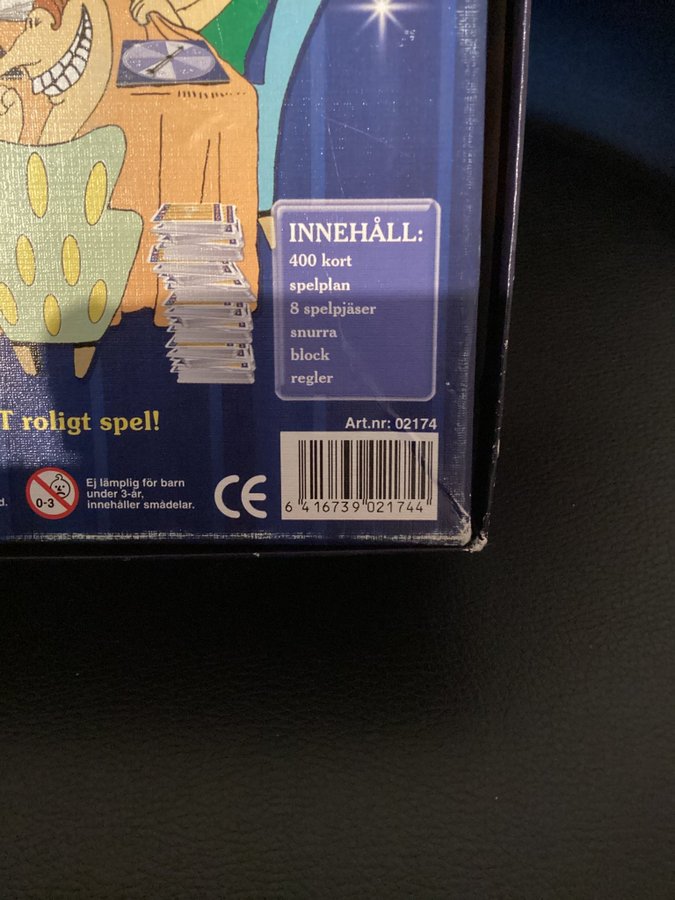 INNEHÅLL:
400 kort
spelplan
8 spelpjäser
snurra
block
regler
T roligt spel!
Art.nr: 02174
d.
0-3
Ej lämplig för barn
under 3-år,
innehåller smådelar.
CE
6 416739 021744